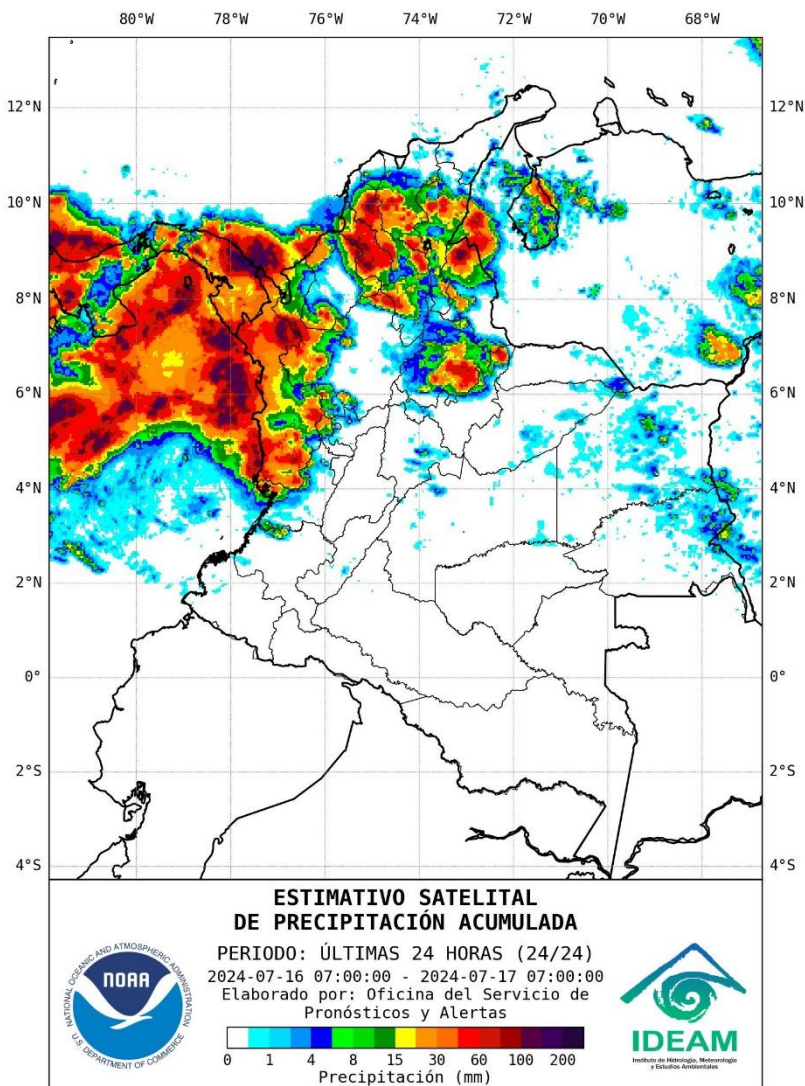 80°W 78°W 76°W 74°W 72°W 70°W 68°W
12°N 12°N
10°N 10°N
8°N 8°N
6°N 6°N
4°N 4°N
2°N 2°N
0° 0°
2°S 2°S
4°S 4°S
ESTIMATIVO SATELITAL
DE PRECIPITACIÓN ACUMULADA
PERIODO: ÚLTIMAS 24 HORAS (24/24)
2024-07-16 07:00:00 - 2024-07-17 07:00:00
Elaborado por: Oficina del Servicio de
Pronósticos y Alertas
0 1 4 8 15 30 60 100 200
Precipitación (mm)
NATIONAL OCEANIC AND ATMOSPHERIC ADMINISTRATION
NOAA
U.S. DEPARTMENT OF COMMERCE
IDEAM
Instituto de Hidrología, Meteorología
y Estudios Ambientales